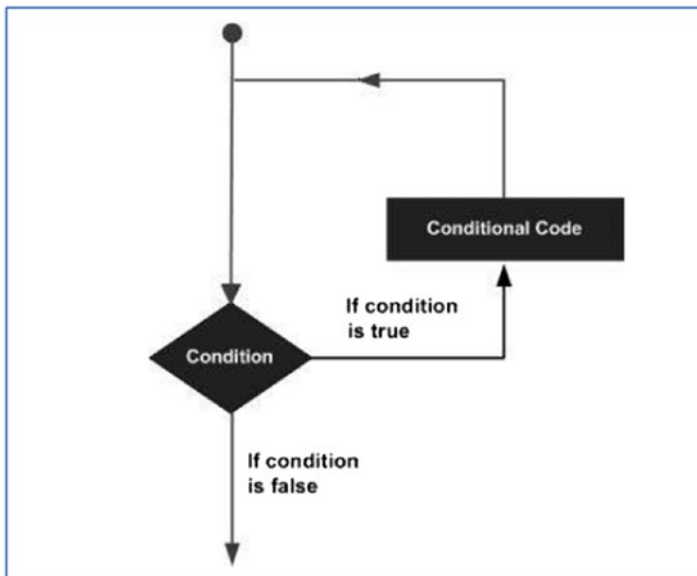 Conditional Code
If condition
is true
Condition
If condition
is false